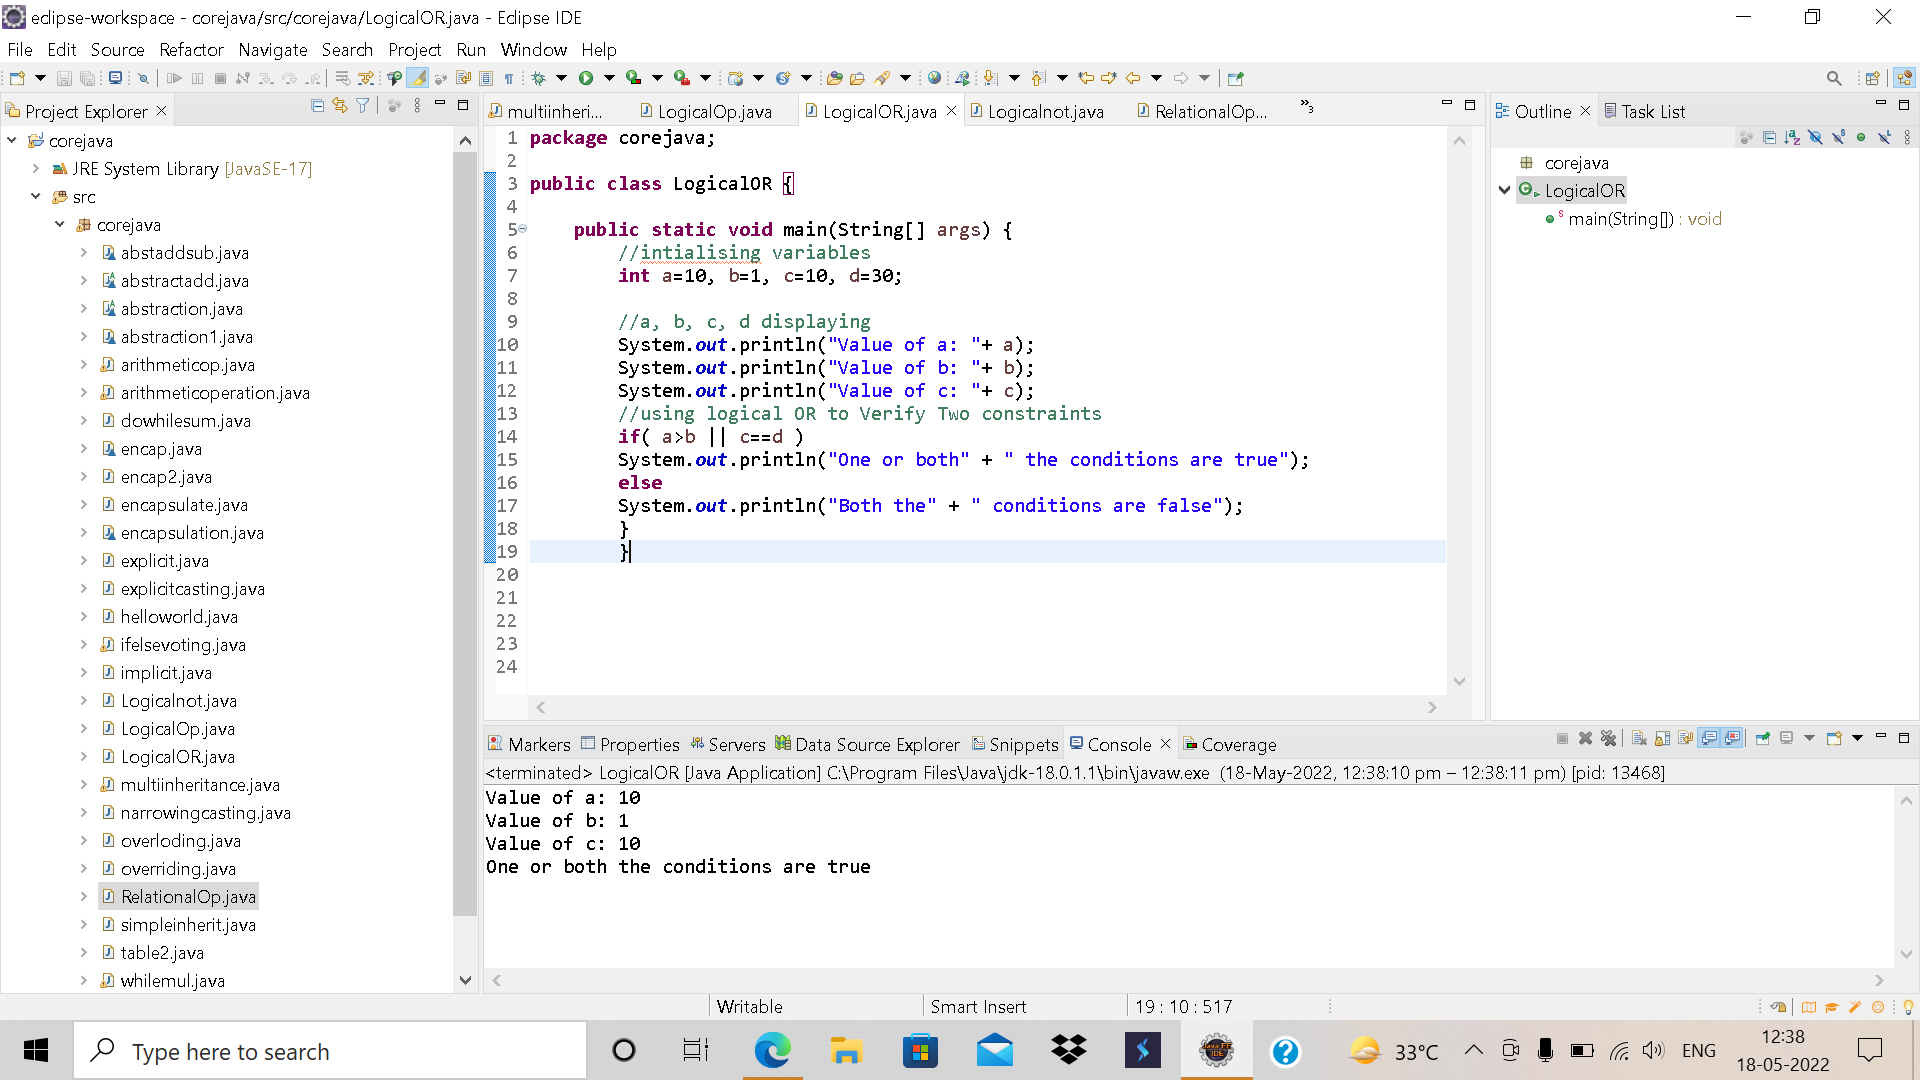 eclipse-workspace - corejava/src/corejava/LogicalOR.java - Eclipse IDE
File Edit Source Refactor Navigate Search Project Run Window Help
Project Explorer
corejava
JRE System Library [JavaSE-17]
src
corejava
abstaddsub.java
abstractadd.java
abstraction.java
abstraction1.java
arithmeticop.java
arithmeticoperation.java
dowhilesum.java
encap.java
encap2.java
encapsulate.java
encapsulation.java
explicit.java
explicitcasting.java
helloworld.java
ifelsevoting.java
implicit.java
Logicalnot.java
LogicalOp.java
LogicalOR.java
multiinheritance.java
narrowingcasting.java
overloding.java
overriding.java
RelationalOp.java
simpleinherit.java
table2.java
whilemul.java
multiinheri... LogicalOp.java LogicalOR.java Logicalnot.java RelationalOp... »3
1 package corejava;
2
3 public class LogicalOR {
4
5 public static void main(String[] args) {
6 //intialising variables
7 int a=10, b=1, c=10, d=30;
8
9 //a, b, c, d displaying
10 System.out.println("Value of a: "+ a);
11 System.out.println("Value of b: "+ b);
12 System.out.println("Value of c: "+ c);
13 //using logical OR to Verify Two constraints
14 if( a>b || c==d )
15 System.out.println("One or both" + " the conditions are true");
16 else
17 System.out.println("Both the" + " conditions are false");
18 }
19 }
20
21
22
23
24
Outline Task List
corejava
LogicalOR
main(String[]) : void
Markers Properties Servers Data Source Explorer Snippets Console Coverage
<terminated> LogicalOR [Java Application] C:\Program Files\Java\jdk-18.0.1.1\bin\javaw.exe (18-May-2022, 12:38:10 pm – 12:38:11 pm) [pid: 13468]
Value of a: 10
Value of b: 1
Value of c: 10
One or both the conditions are true
Writable Smart Insert 19 : 10 : 517
Type here to search
33°C ENG
12:38
18-05-2022